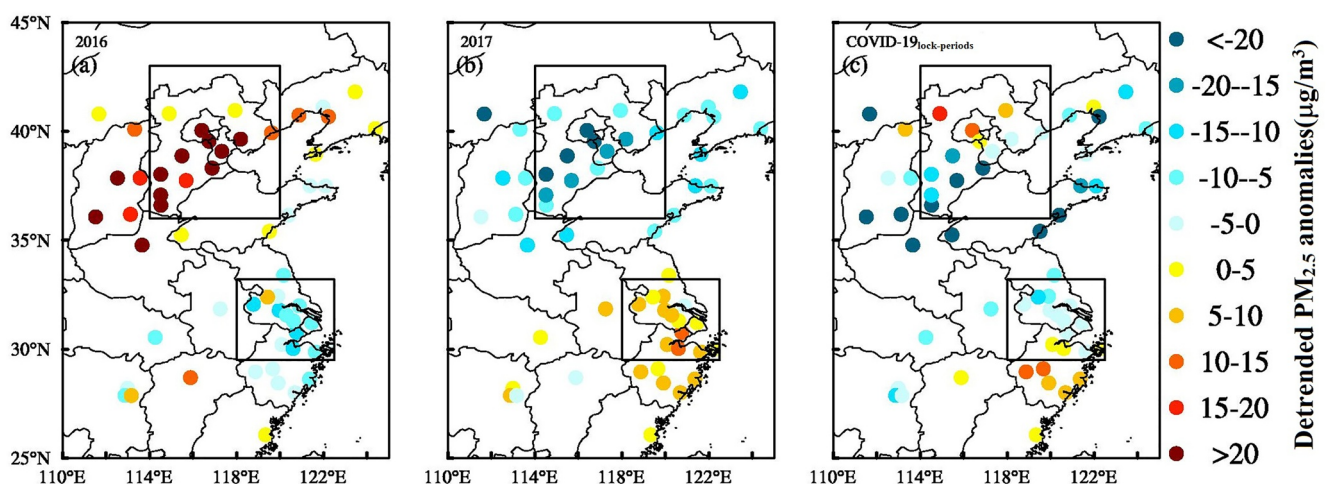 45°N
40°N
35°N
30°N
25°N
2016
(a)
110°E 114°E 118°E 122°E
2017
(b)
110°E 114°E 118°E 122°E
COVID-19lock-periods
(c)
110°E 114°E 118°E 122°E
<-20
-20--15
-15--10
-10--5
-5-0
0-5
5-10
10-15
15-20
>20
Detrended PM2.5 anomalies(μg/m³)